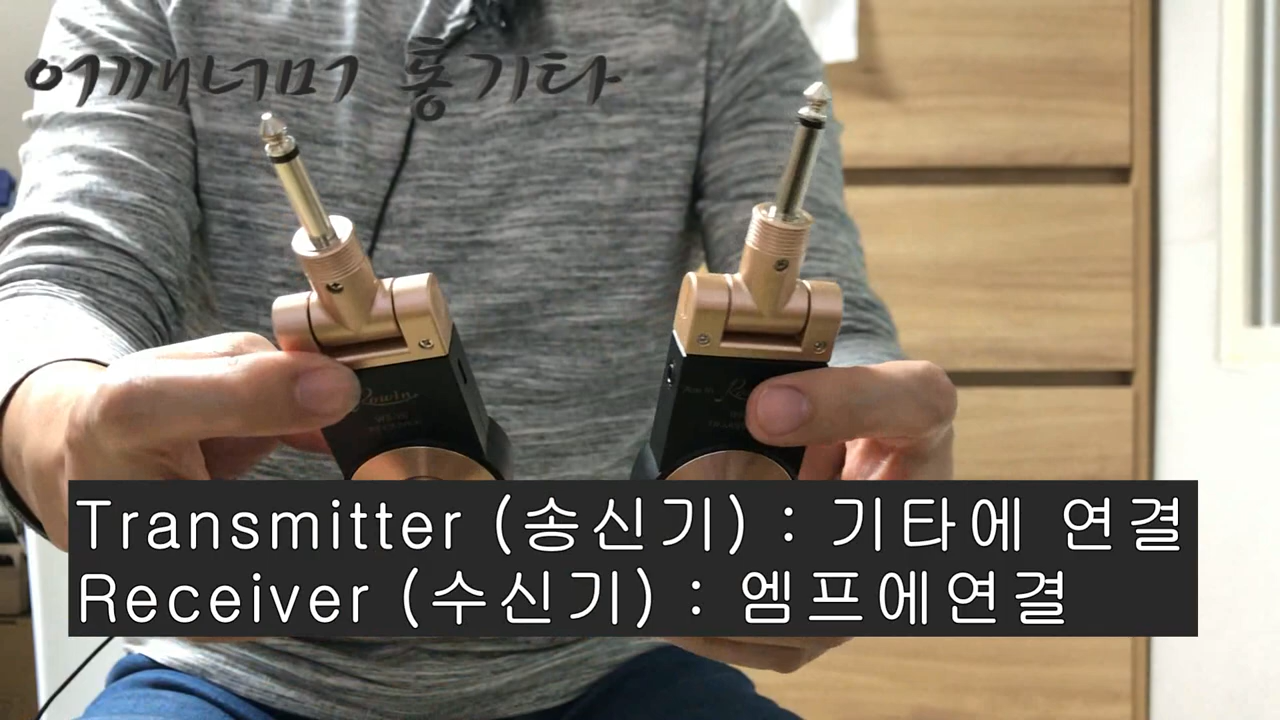 어깨너머 통기타
Rowin
Transmitter (송신기) : 기타에 연결
Receiver (수신기) : 엠프에연결